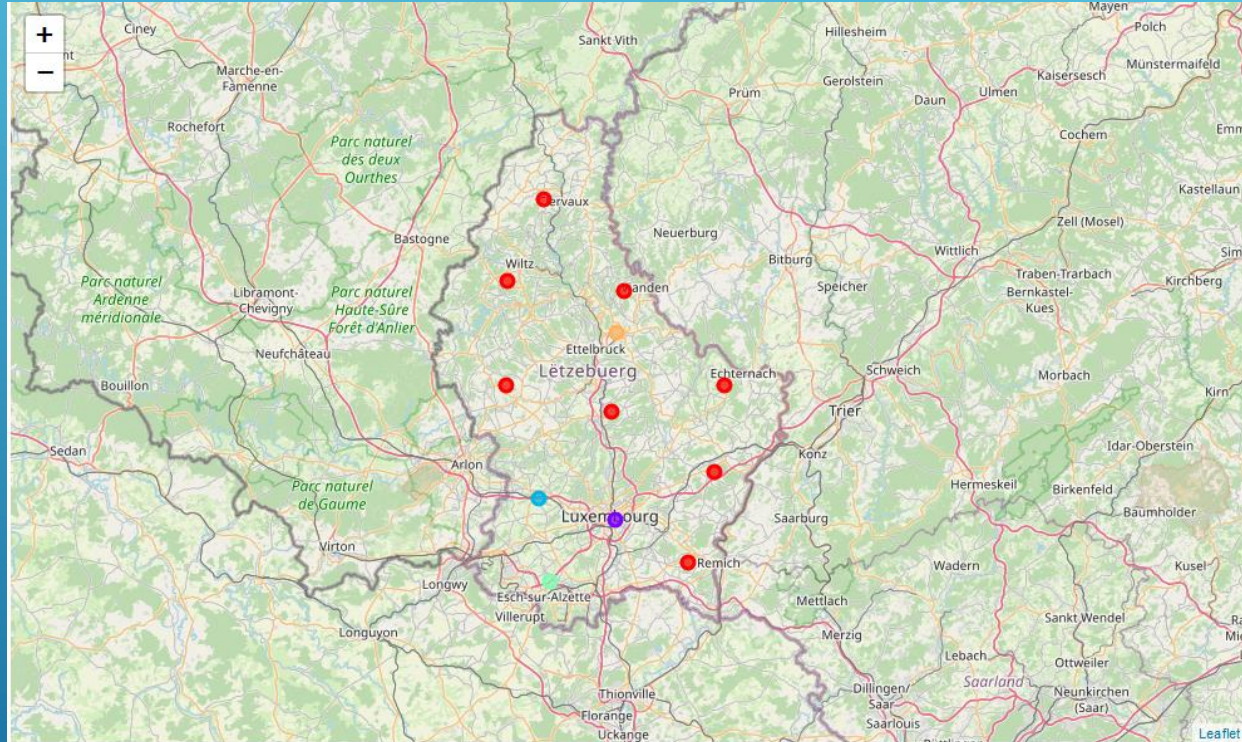 +
−
Ciney
Mayen
Polch
Hillesheim
Sankt Vith
Münstermaifeld
Kaisersesch
Marche-en-
Famenne
Gerolstein
Prum
Ulmen
Daun
Rochefort
Cochem
Parc naturel
des deux
Ourthes
Kastellaun
Zell (Mosel)
Neuerburg
Bastogne
Wittlich
Bitburg
Wiltz
Traben-Trarbach
Kirchberg
Parc naturel
Ardenne
méridionale
Libramont-
Chevigny
Parc naturel
Haute-Sûre
Forêt d'Anlier
Speicher
Bernkastel-
Kues
Ettelbruck
Neufchâteau
Lëtzebuerg
Echternach
Schweich
Morbach
Bouillon
Kirn
Trier
Idar-Oberstein
Sedan
Konz
Arlon
Hermeskeil
Birkenfeld
Parc naturel
de Gaume
Baumholder
Luxembourg
Saarburg
Virton
Wadern
Kusel
Remich
Longwy
Esch-sur-Alzette
Villerupt
Mettlach
Sankt Wendel
Longuyon
Merzig
Lebach
Ottweiler
Saarland
Thionville
Dillingen/
Saar
Neunkirchen
(Saar)
Saarlouis
Florange
Uckange
Leaflet